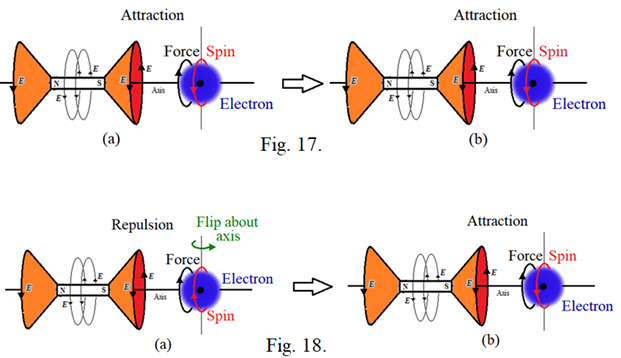 Attraction
Attraction
Force Spin
Force Spin
E
N
S
E
E
E
E
Axis
Electron
E
N
S
E
E
E
E
Axis
Electron
(a)
(b)
Fig. 17.
Repulsion
Flip about
axis
Attraction
Force
Electron
Force Spin
E
N
S
E
E
E
E
Axis
Spin
E
N
S
E
E
E
E
Axis
Electron
(a)
(b)
Fig. 18.